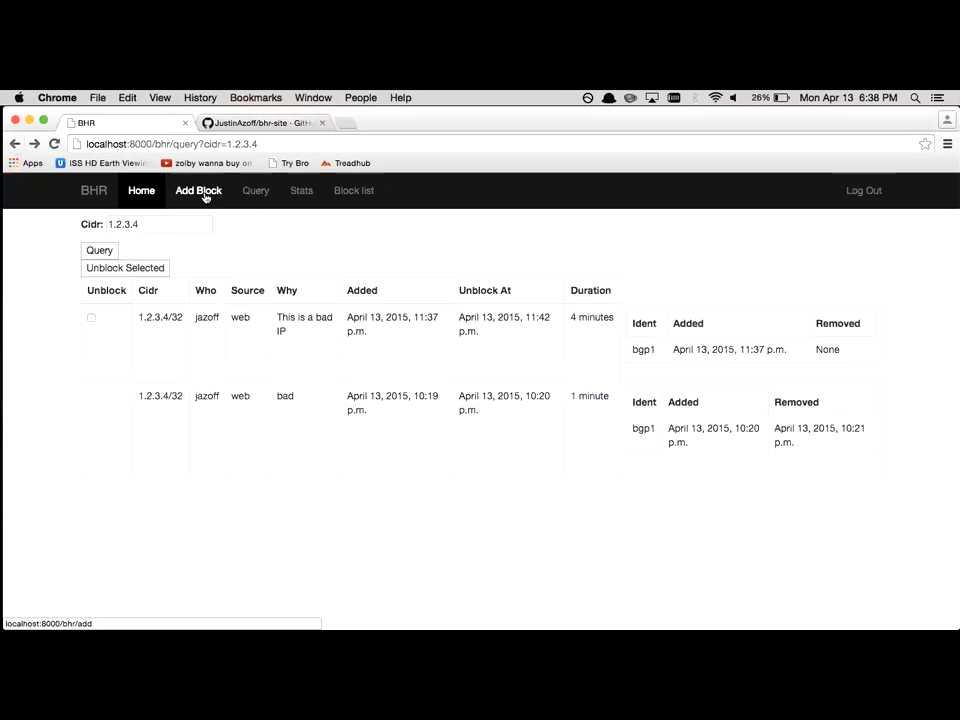 Chrome File Edit View History Bookmarks Window People Help 26% Mon Apr 13 6:38 PM
BHR JustinAzoff/bhr-site · GitHu
localhost:8000/bhr/query?cidr=1.2.3.4
Apps ISS HD Earth Viewin zoiby wanna buy on Try Bro Treadhub
BHR Home Add Block Query Stats Block list Log Out
Cidr: 1.2.3.4
Query
Unblock Selected
Unblock Cidr Who Source Why Added Unblock At Duration
1.2.3.4/32 jazoff web This is a bad IP April 13, 2015, 11:37 p.m. April 13, 2015, 11:42 p.m. 4 minutes
Ident Added Removed
bgp1 April 13, 2015, 11:37 p.m. None
1.2.3.4/32 jazoff web bad April 13, 2015, 10:19 p.m. April 13, 2015, 10:20 p.m. 1 minute
Ident Added Removed
bgp1 April 13, 2015, 10:20 p.m. April 13, 2015, 10:21 p.m.
localhost:8000/bhr/add